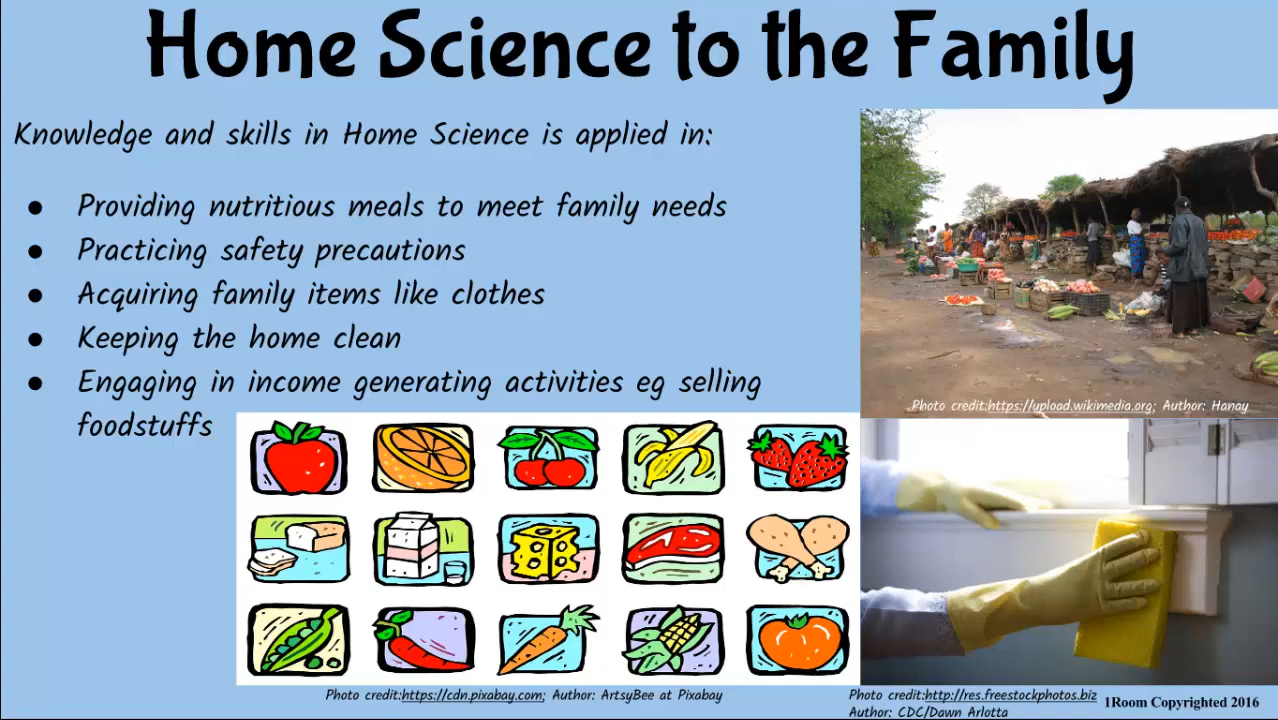 Home Science to the Family
Knowledge and skills in Home Science is applied in:
● Providing nutritious meals to meet family needs
● Practicing safety precautions
● Acquiring family items like clothes
● Keeping the home clean
● Engaging in income generating activities eg selling
foodstuffs
Photo credit:https://upload.wikimedia.org; Author: Hanay
Photo credit:https://cdn.pixabay.com; Author: ArtsyBee at Pixabay
Photo credit:http://res.freestockphotos.biz
Author: CDC/Dawn Arlotta
1Room Copyrighted 2016